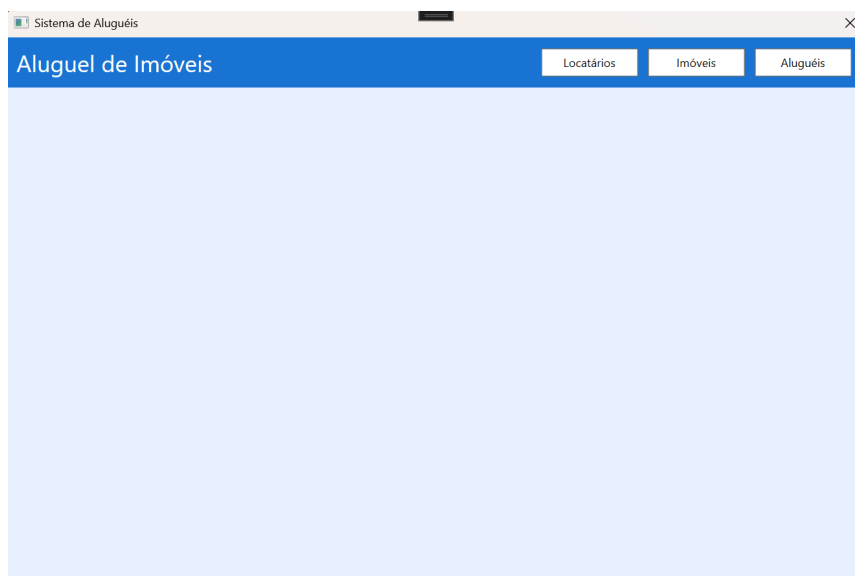 Sistema de Aluguéis
Aluguel de Imóveis
Locatários
Imóveis
Aluguéis